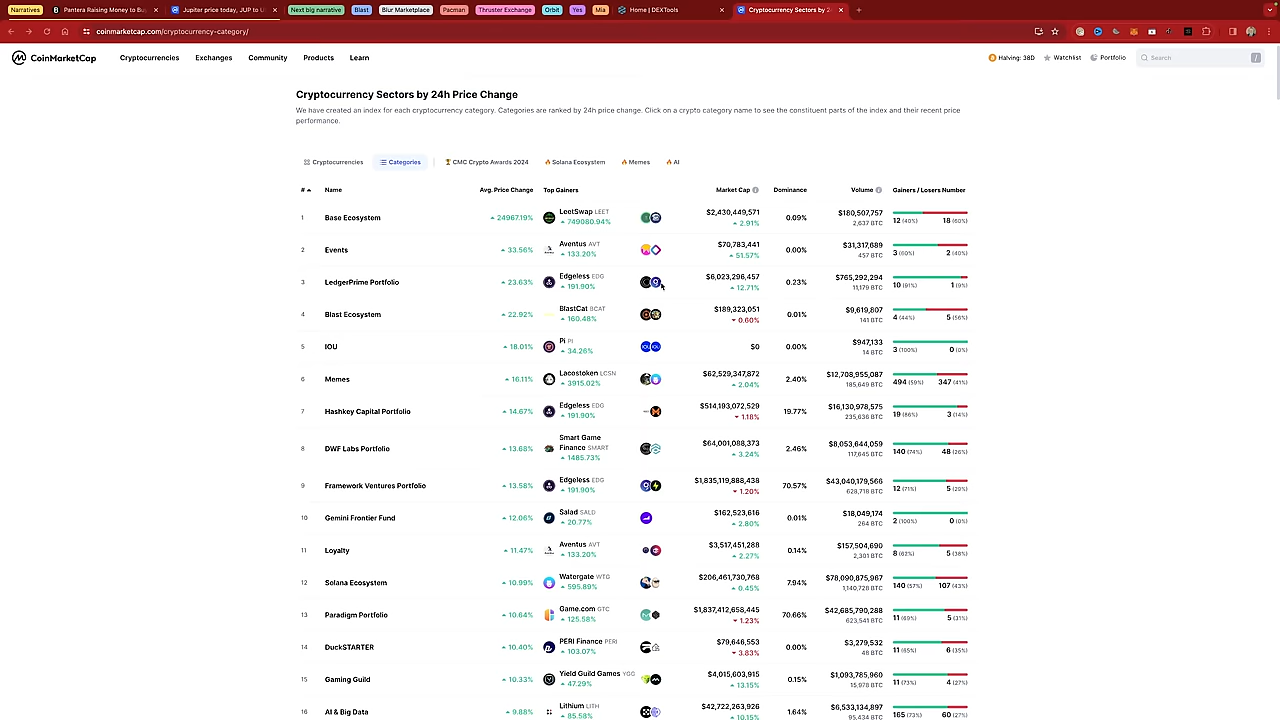 Narratives
Pantera Raising Money to Bu
Jupiter price today, JUP to U
Next big narrative
Blast
Blur Marketplace
Pacman
Thruster Exchange
Orbit
Yes
Mia
Home | DEXTools
Cryptocurrency Sectors by 2
coinmarketcap.com/cryptocurrency-category/
CoinMarketCap
Cryptocurrencies
Exchanges
Community
Products
Learn
Halving: 38D
Watchlist
Portfolio
Search
/
Cryptocurrency Sectors by 24h Price Change
We have created an index for each cryptocurrency category. Categories are ranked by 24h price change. Click on a crypto category name to see the constituent parts of the index and their recent price
performance.
Cryptocurrencies Categories CMC Crypto Awards 2024 Solana Ecosystem Memes AI
# Name Avg. Price Change Top Gainers Market Cap Dominance Volume Gainers / Losers Number
1 Base Ecosystem 24967.19% LeetSwap LEET 749080.94% $2,430,449,571 2.91% 0.09% $180,507,757 2,637 BTC 12 (40%) 18 (60%)
2 Events 33.56% Aventus AVT 133.20% $70,783,441 51.57% 0.00% $31,317,689 457 BTC 3 (60%) 2 (40%)
3 LedgerPrime Portfolio 23.63% Edgeless EDG 191.90% $6,023,296,457 12.71% 0.23% $765,292,294 11,179 BTC 10 (91%) 1 (9%)
4 Blast Ecosystem 22.92% BlastCat BCAT 160.48% $189,323,051 0.60% 0.01% $9,619,807 141 BTC 4 (44%) 5 (56%)
5 IOU 18.01% Pi PI 34.26% $0 0.00% $947,133 14 BTC 3 (100%) 0 (0%)
6 Memes 16.11% Lacostoken LCSN 3915.02% $62,529,347,872 2.04% 2.40% $12,708,955,087 185,649 BTC 494 (59%) 347 (41%)
7 Hashkey Capital Portfolio 14.67% Edgeless EDG 191.90% $514,193,072,529 1.18% 19.77% $16,130,978,575 235,636 BTC 19 (86%) 3 (14%)
8 DWF Labs Portfolio 13.68% Smart Game Finance SMART 1485.73% $64,001,088,373 3.24% 2.46% $8,053,644,059 117,645 BTC 140 (74%) 48 (26%)
9 Framework Ventures Portfolio 13.58% Edgeless EDG 191.90% $1,835,119,888,438 1.20% 70.57% $43,040,179,566 628,718 BTC 12 (71%) 5 (29%)
10 Gemini Frontier Fund 12.06% Salad SALD 20.77% $162,523,616 2.80% 0.01% $18,049,174 264 BTC 2 (100%) 0 (0%)
11 Loyalty 11.47% Aventus AVT 133.20% $3,517,451,288 2.27% 0.14% $157,504,690 2,301 BTC 8 (62%) 5 (38%)
12 Solana Ecosystem 10.99% Watergate WTG 595.89% $206,461,730,768 0.45% 7.94% $78,090,875,967 1,140,728 BTC 140 (57%) 107 (43%)
13 Paradigm Portfolio 10.64% Game.com GTC 125.58% $1,837,412,658,445 1.23% 70.66% $42,685,790,288 623,541 BTC 11 (69%) 5 (31%)
14 DuckSTARTER 10.40% PERI Finance PERI 103.07% $79,646,553 3.83% 0.00% $3,279,532 48 BTC 11 (65%) 6 (35%)
15 Gaming Guild 10.33% Yield Guild Games YGG 47.29% $4,015,603,915 13.15% 0.15% $1,093,785,960 15,978 BTC 11 (73%) 4 (27%)
16 AI & Big Data 9.88% Lithium LITH 85.58% $42,722,263,926 10.15% 1.64% $6,533,134,897 95,434 BTC 165 (73%) 60 (27%)